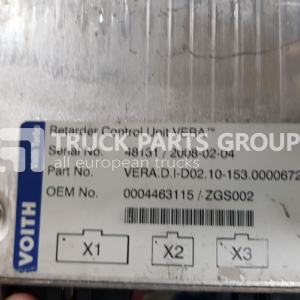 Retarder Control Unit VERA™
Serial No. 48131 / 2008-02-04
TRUCK PARTS GROUP
all european trucks
Part No. VERA.D.I-D02.10-153.0000672
OEM No. 0004463115 / ZGS002
VOITH
X1 X2 X3